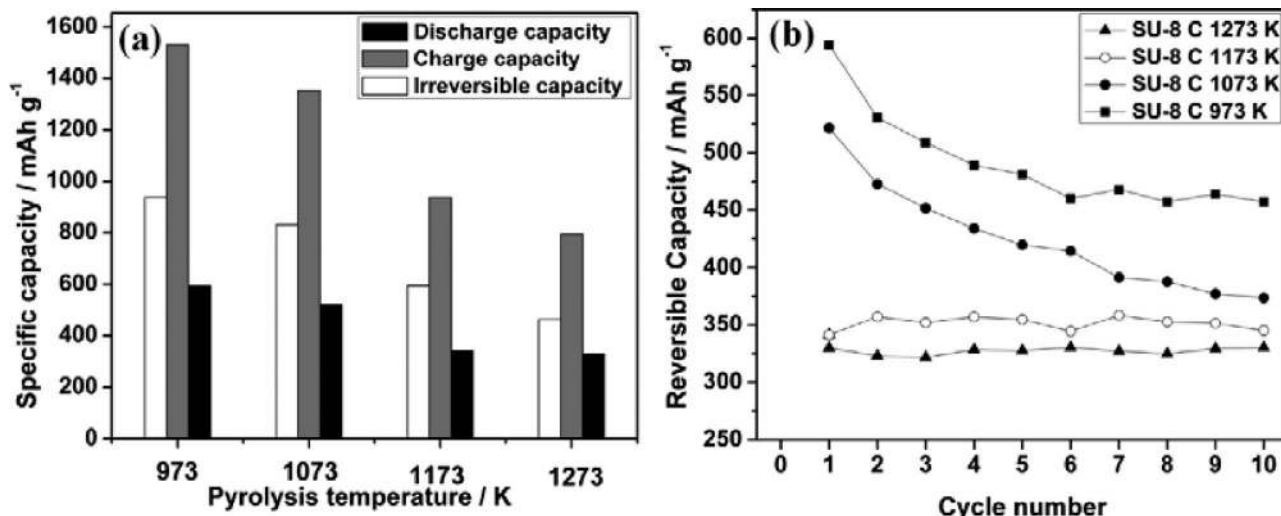 (a)
Discharge capacity
Charge capacity
Irreversible capacity
Specific capacity / mAh g⁻¹
1600
1400
1200
1000
800
600
400
200
0
973
1073
1173
1273
Pyrolysis temperature / K
(b)
SU-8 C 1273 K
SU-8 C 1173 K
SU-8 C 1073 K
SU-8 C 973 K
Reversible Capacity / mAh g⁻¹
600
550
500
450
400
350
300
250
0 1 2 3 4 5 6 7 8 9 10
Cycle number